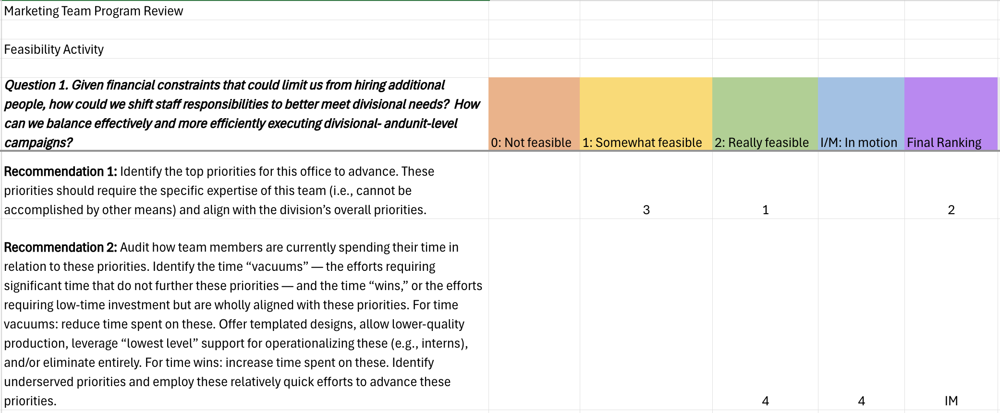 Marketing Team Program Review
Feasibility Activity
Question 1. Given financial constraints that could limit us from hiring additional
people, how could we shift staff responsibilities to better meet divisional needs?  How
can we balance effectively and more efficiently executing divisional- andunit-level
campaigns?
0: Not feasible
1: Somewhat feasible
2: Really feasible
I/M: In motion
Final Ranking
Recommendation 1: Identify the top priorities for this office to advance. These
priorities should require the specific expertise of this team (i.e., cannot be
accomplished by other means) and align with the division’s overall priorities.
3
1
2
Recommendation 2: Audit how team members are currently spending their time in
relation to these priorities. Identify the time “vacuums” — the efforts requiring
significant time that do not further these priorities — and the time “wins,” or the efforts
requiring low-time investment but are wholly aligned with these priorities. For time
vacuums: reduce time spent on these. Offer templated designs, allow lower-quality
production, leverage “lowest level” support for operationalizing these (e.g., interns),
and/or eliminate entirely. For time wins: increase time spent on these. Identify
underserved priorities and employ these relatively quick efforts to advance these
priorities.
4
4
IM